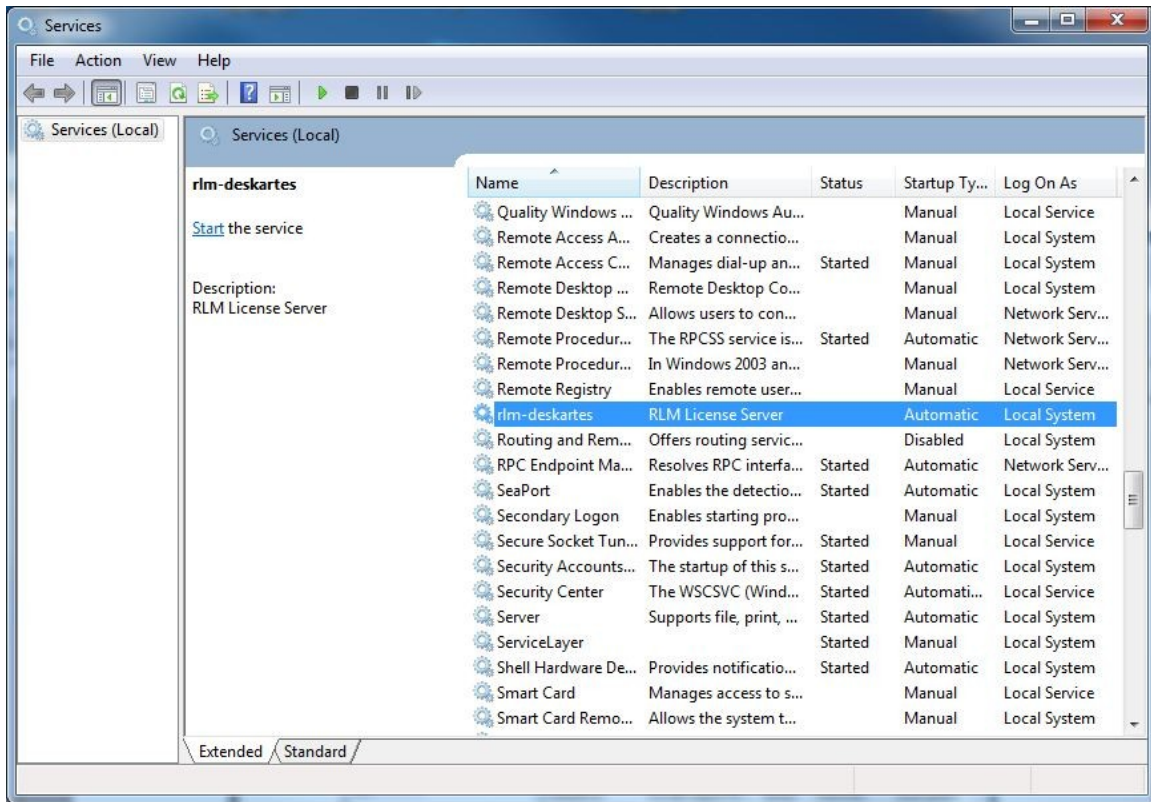 Services
File Action View Help
Services (Local)
Services (Local)
rlm-deskartes
Start the service
Description:
RLM License Server
Name Description Status Startup Ty... Log On As
Quality Windows ... Quality Windows Au... Manual Local Service
Remote Access A... Creates a connectio... Manual Local System
Remote Access C... Manages dial-up an... Started Manual Local System
Remote Desktop ... Remote Desktop Co... Manual Local System
Remote Desktop S... Allows users to con... Manual Network Serv...
Remote Procedur... The RPCSS service is... Started Automatic Network Serv...
Remote Procedur... In Windows 2003 an... Manual Network Serv...
Remote Registry Enables remote user... Manual Local Service
rlm-deskartes RLM License Server Automatic Local System
Routing and Rem... Offers routing servic... Disabled Local System
RPC Endpoint Ma... Resolves RPC interfa... Started Automatic Network Serv...
SeaPort Enables the detectio... Started Automatic Local System
Secondary Logon Enables starting pro... Manual Local System
Secure Socket Tun... Provides support for... Started Manual Local Service
Security Accounts... The startup of this s... Started Automatic Local System
Security Center The WSCSVC (Wind... Started Automati... Local Service
Server Supports file, print, ... Started Automatic Local System
ServiceLayer Started Manual Local System
Shell Hardware De... Provides notificatio... Started Automatic Local System
Smart Card Manages access to s... Manual Local Service
Smart Card Remo... Allows the system t... Manual Local System
Extended Standard